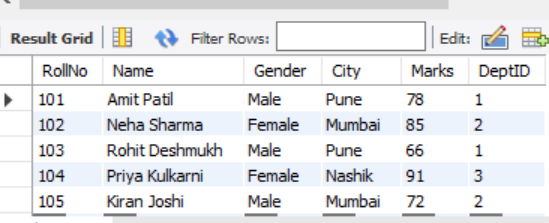 Result Grid Filter Rows: Edit:
RollNo Name Gender City Marks DeptID
101 Amit Patil Male Pune 78 1
102 Neha Sharma Female Mumbai 85 2
103 Rohit Deshmukh Male Pune 66 1
104 Priya Kulkarni Female Nashik 91 3
105 Kiran Joshi Male Mumbai 72 2